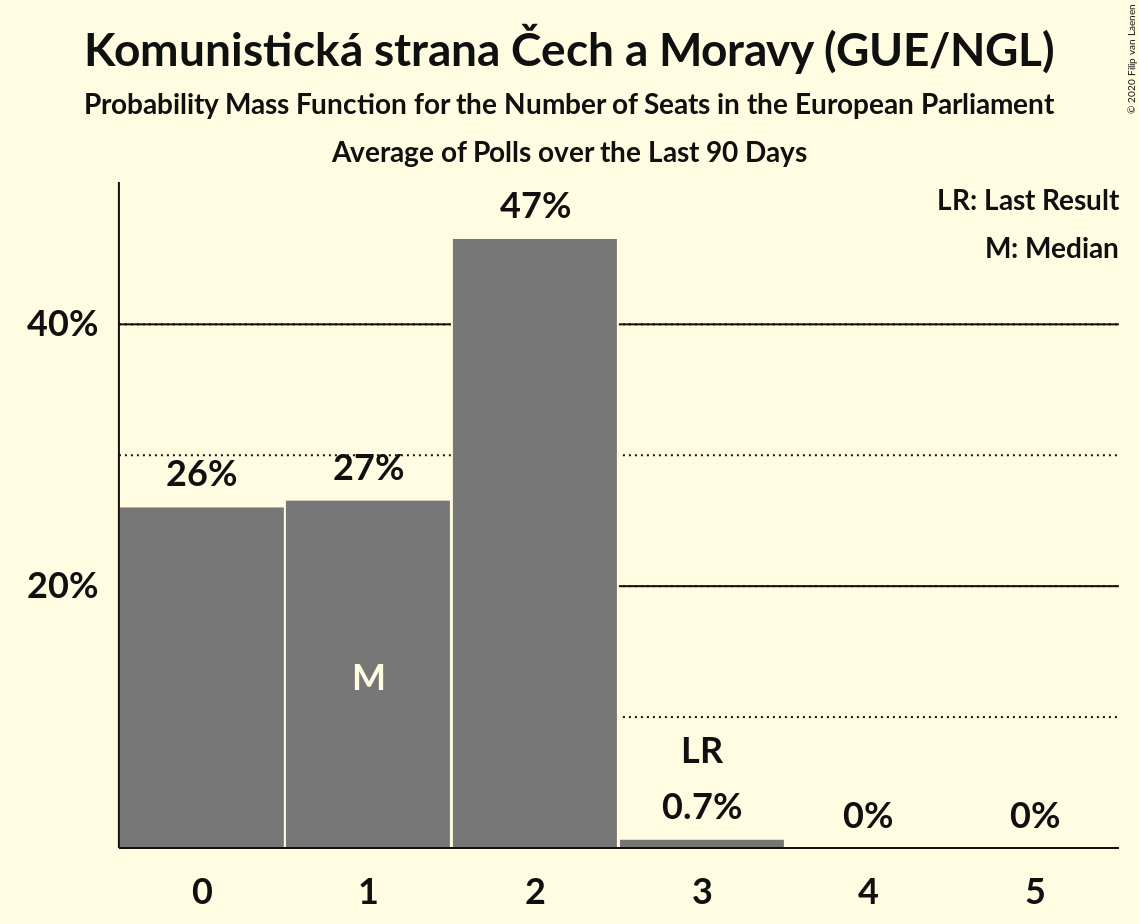 Komunistická strana Čech a Moravy (GUE/NGL)
Probability Mass Function for the Number of Seats in the European Parliament
Average of Polls over the Last 90 Days
© 2020 Filip van Laenen
LR: Last Result
M: Median
47%
40%
26%
27%
20%
M
LR
0.7%
0%
0%
0
1
2
3
4
5